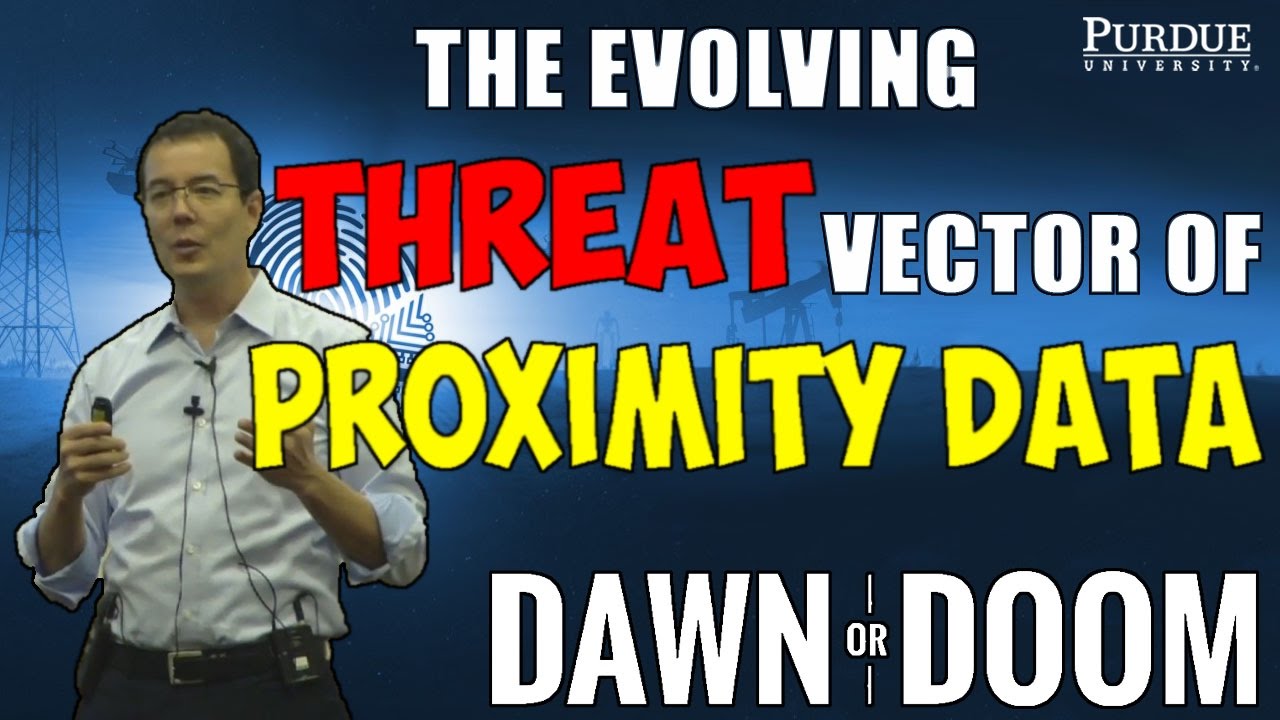 THE EVOLVING
PURDUE
UNIVERSITY®
THREAT VECTOR OF
PROXIMITY DATA
DAWN OR DOOM